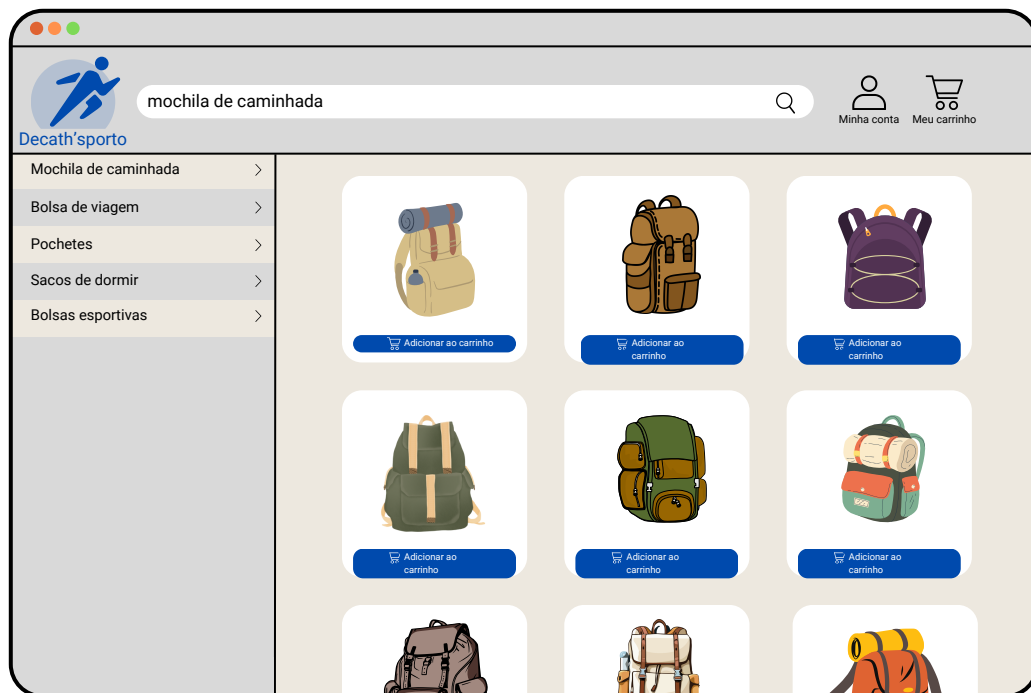 mochila de caminhada
Minha conta
Meu carrinho
Decath'sporto
Mochila de caminhada
Bolsa de viagem
Pochetes
Sacos de dormir
Bolsas esportivas
Adicionar ao carrinho
Adicionar ao
carrinho
Adicionar ao
carrinho
Adicionar ao
carrinho
Adicionar ao
carrinho
Adicionar ao
carrinho